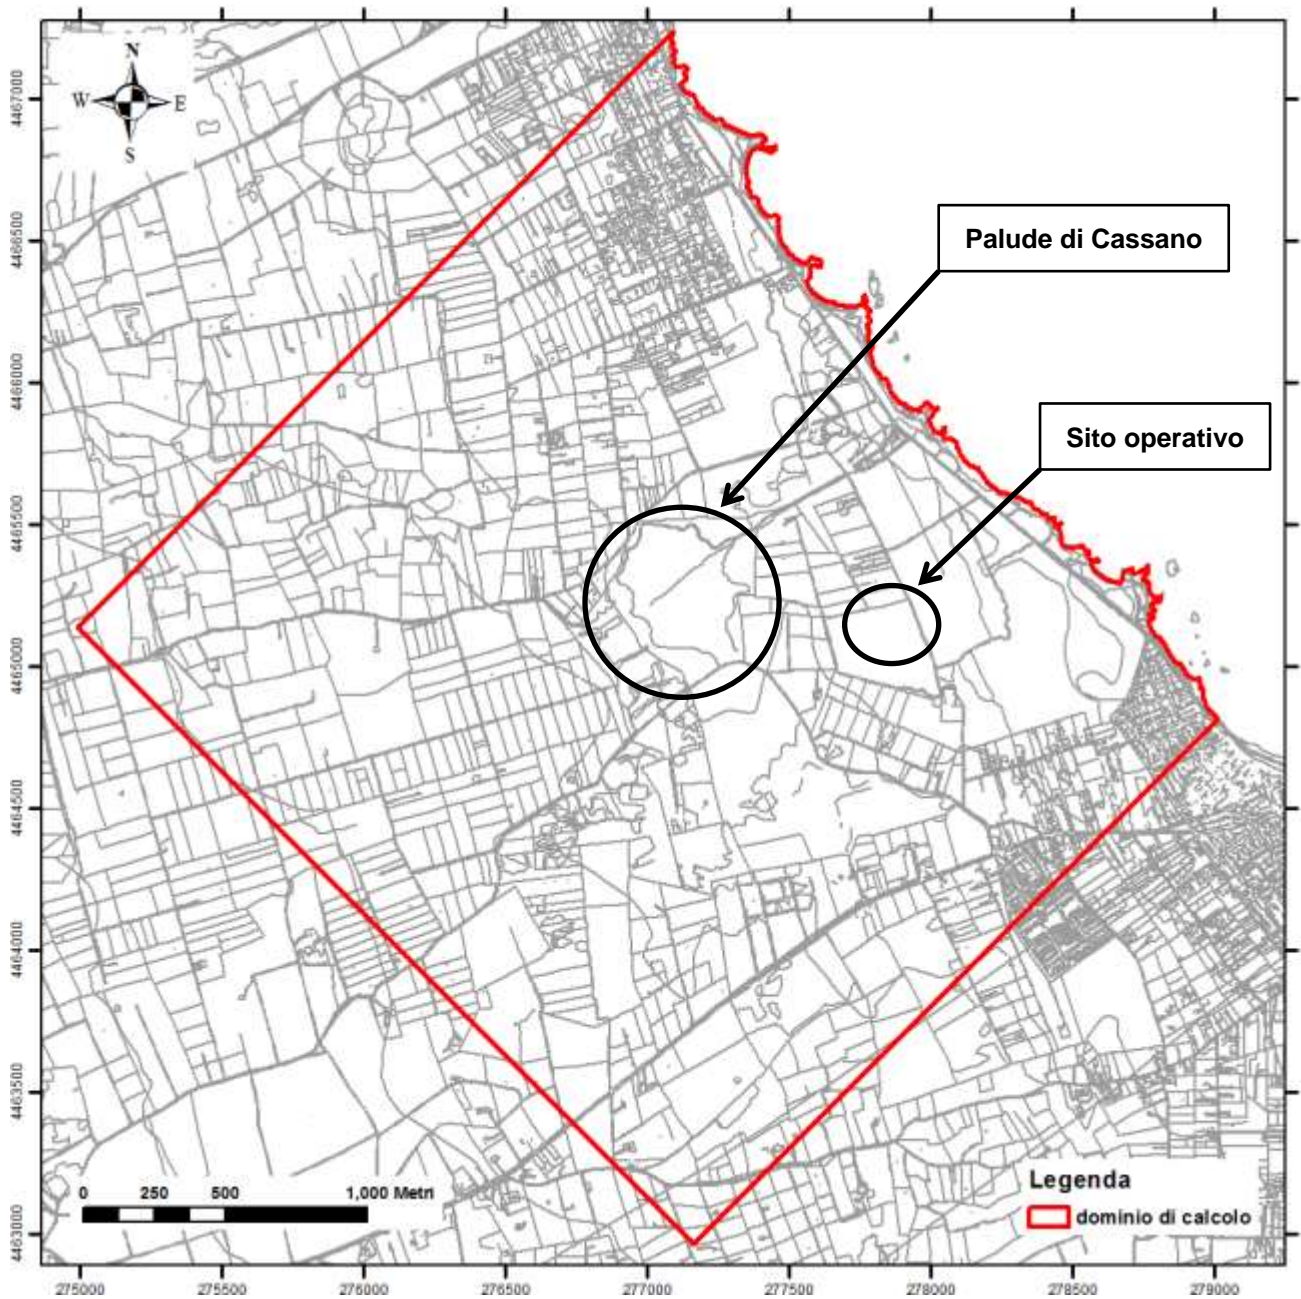 N
W E
S
Palude di Cassano
Sito operativo
4467000
4466500
4466000
4465500
4465000
4464500
4464000
4463500
4463000
0 250 500 1,000 Metri
Legenda
dominio di calcolo
275000 275500 276000 276500 277000 277500 278000 278500 279000